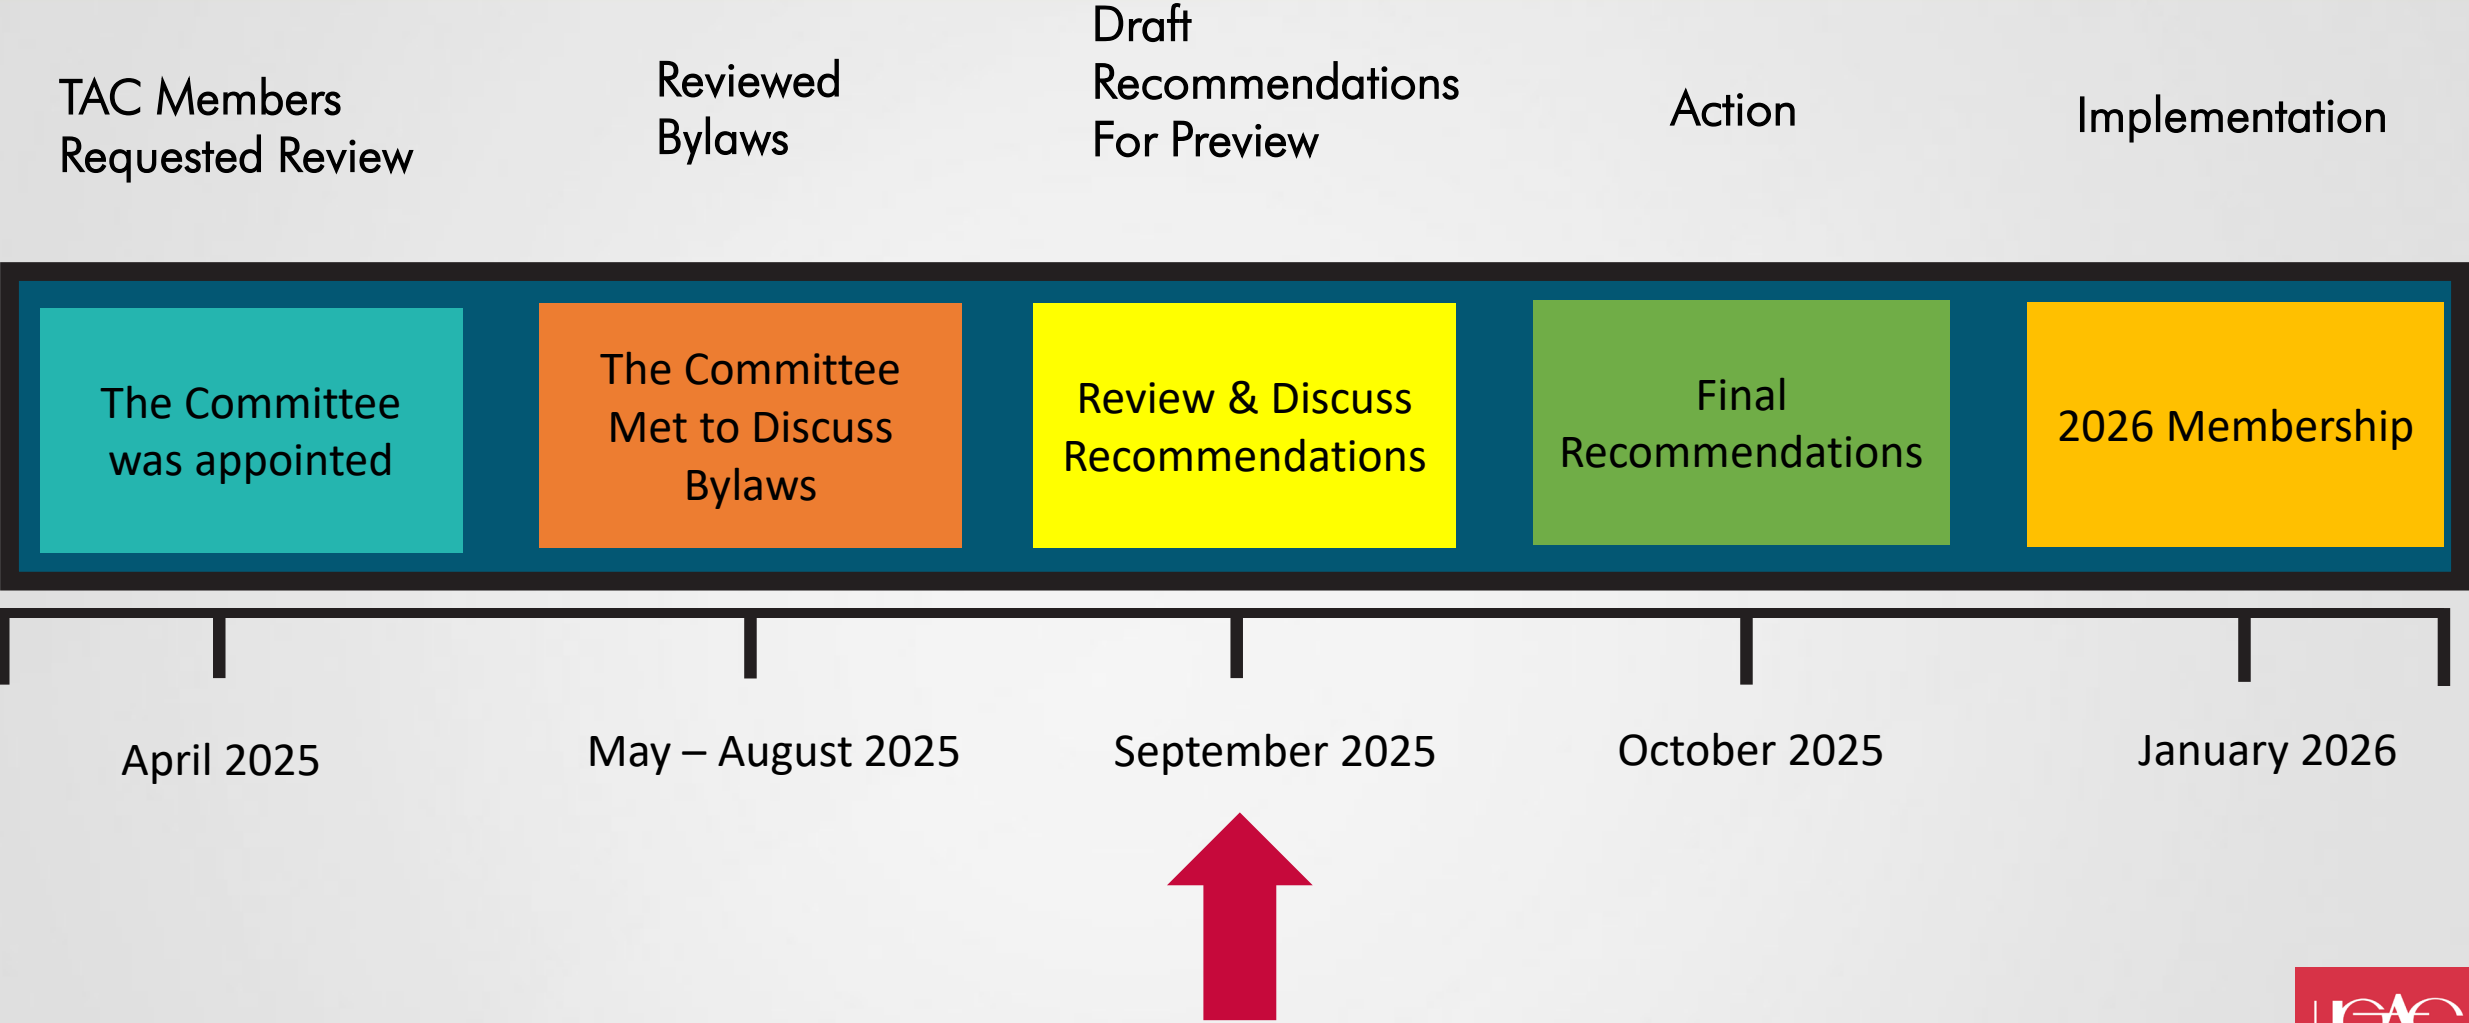 TAC Members
Requested Review
Reviewed
Bylaws
Draft
Recommendations
For Preview
Action
Implementation
The Committee
was appointed
The Committee
Met to Discuss
Bylaws
Review & Discuss
Recommendations
Final
Recommendations
2026 Membership
April 2025
May – August 2025
September 2025
October 2025
January 2026